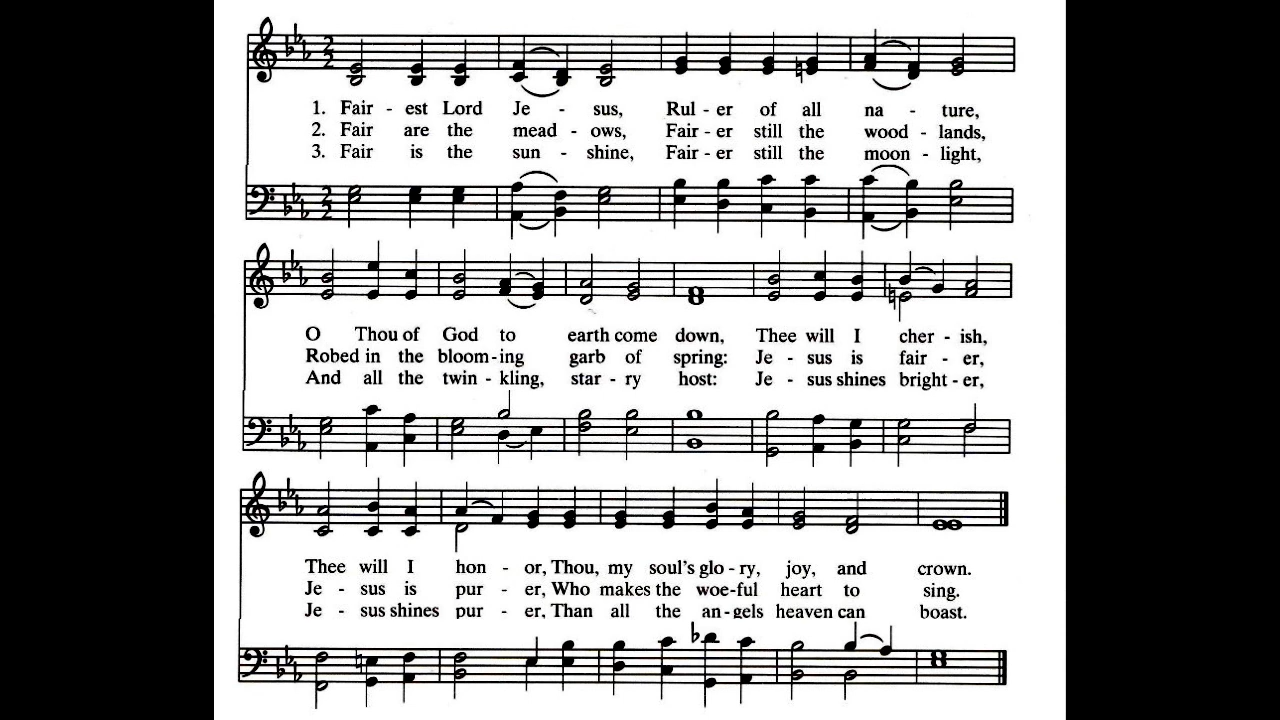 1. Fair - est Lord Je - sus, Rul - er of all na - ture,
2. Fair are the mead - ows, Fair - er still the wood - lands,
3. Fair is the sun - shine, Fair - er still the moon - light,
O Thou of God to earth come down, Thee will I cher - ish,
Robed in the bloom - ing garb of spring: Je - sus is fair - er,
And all the twin - kling, star - ry host: Je - sus shines bright - er,
Thee will I hon - or, Thou, my soul's glo - ry, joy, and crown.
Je - sus is pur - er, Who makes the woe-ful heart to sing.
Je - sus shines pur - er, Than all the an - gels heaven can boast.